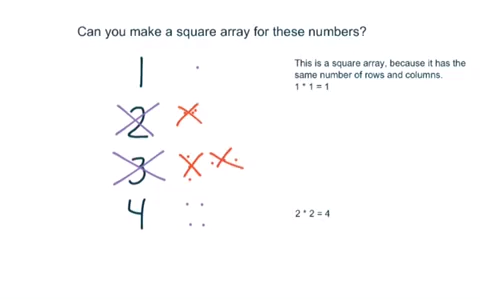 Can you make a square array for these numbers?
1
This is a square array, because it has the
same number of rows and columns.
1 * 1 = 1
2
3
4
2 * 2 = 4